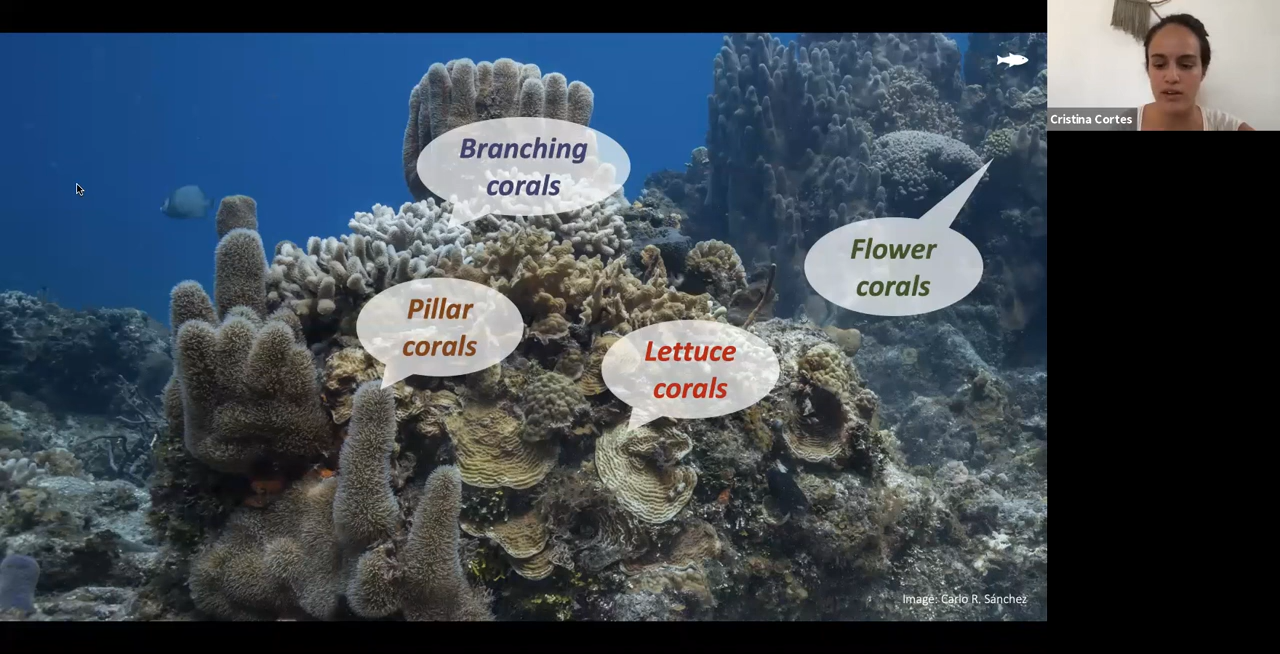 Cristina Cortes
Branching
corals
Flower
corals
Pillar
corals
Lettuce
corals
Image: Carlo R. Sánchez